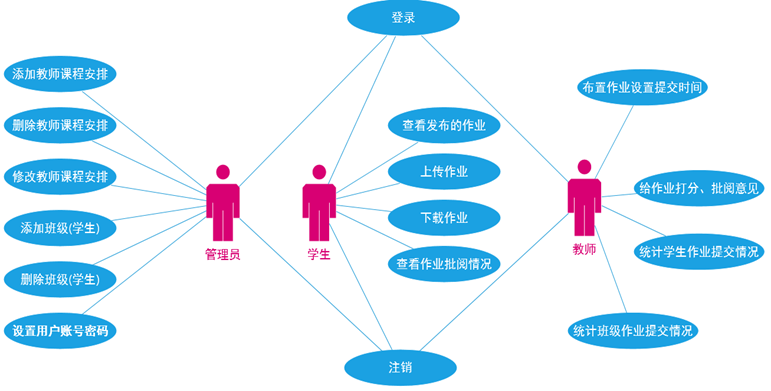 登录
添加教师课程安排
删除教师课程安排
修改教师课程安排
添加班级(学生)
删除班级(学生)
设置用户账号密码
管理员
学生
查看发布的作业
上传作业
下载作业
查看作业批阅情况
注销
教师
布置作业设置提交时间
给作业打分、批阅意见
统计学生作业提交情况
统计班级作业提交情况